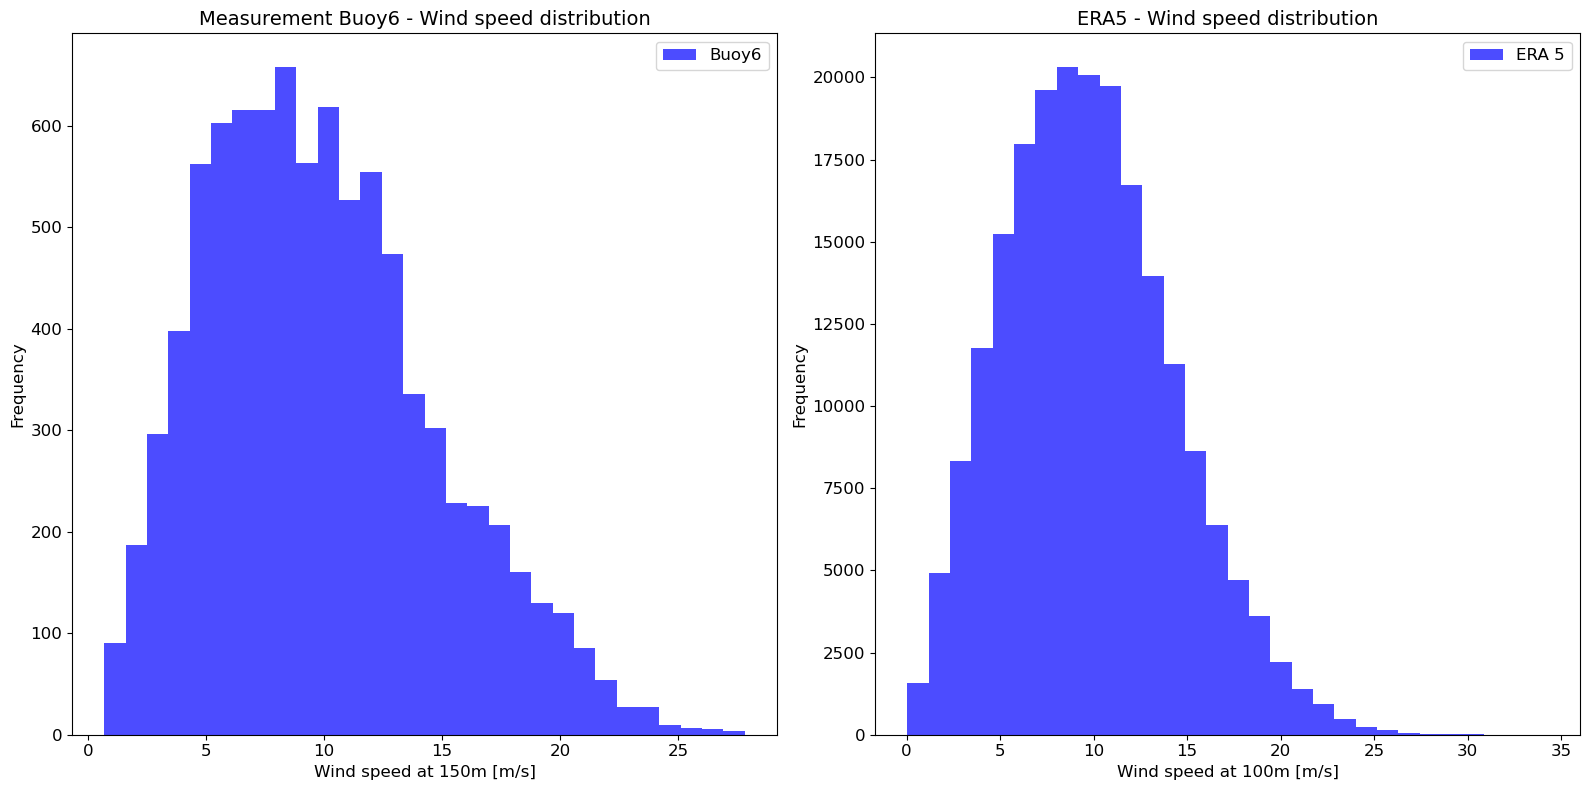 Measurement Buoy6 - Wind speed distribution
Buoy6
600
500
400
300
200
100
0
Frequency
0 5 10 15 20 25
Wind speed at 150m [m/s]
ERA5 - Wind speed distribution
ERA 5
20000
17500
15000
12500
10000
7500
5000
2500
0
Frequency
0 5 10 15 20 25 30 35
Wind speed at 100m [m/s]